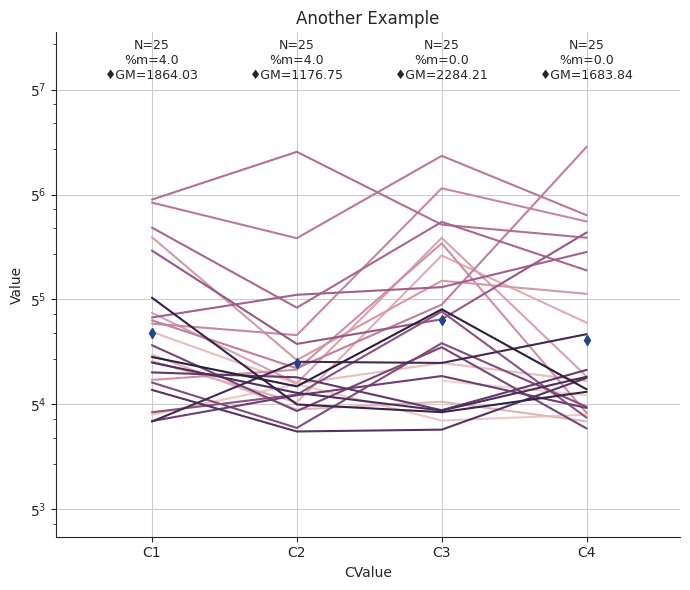 Another Example
N=25 N=25 N=25 N=25
%m=4.0 %m=4.0 %m=0.0 %m=0.0
♦GM=1864.03 ♦GM=1176.75 ♦GM=2284.21 ♦GM=1683.84
5⁷
5⁶
5⁵
5⁴
5³
Value
C1 C2 C3 C4
CValue